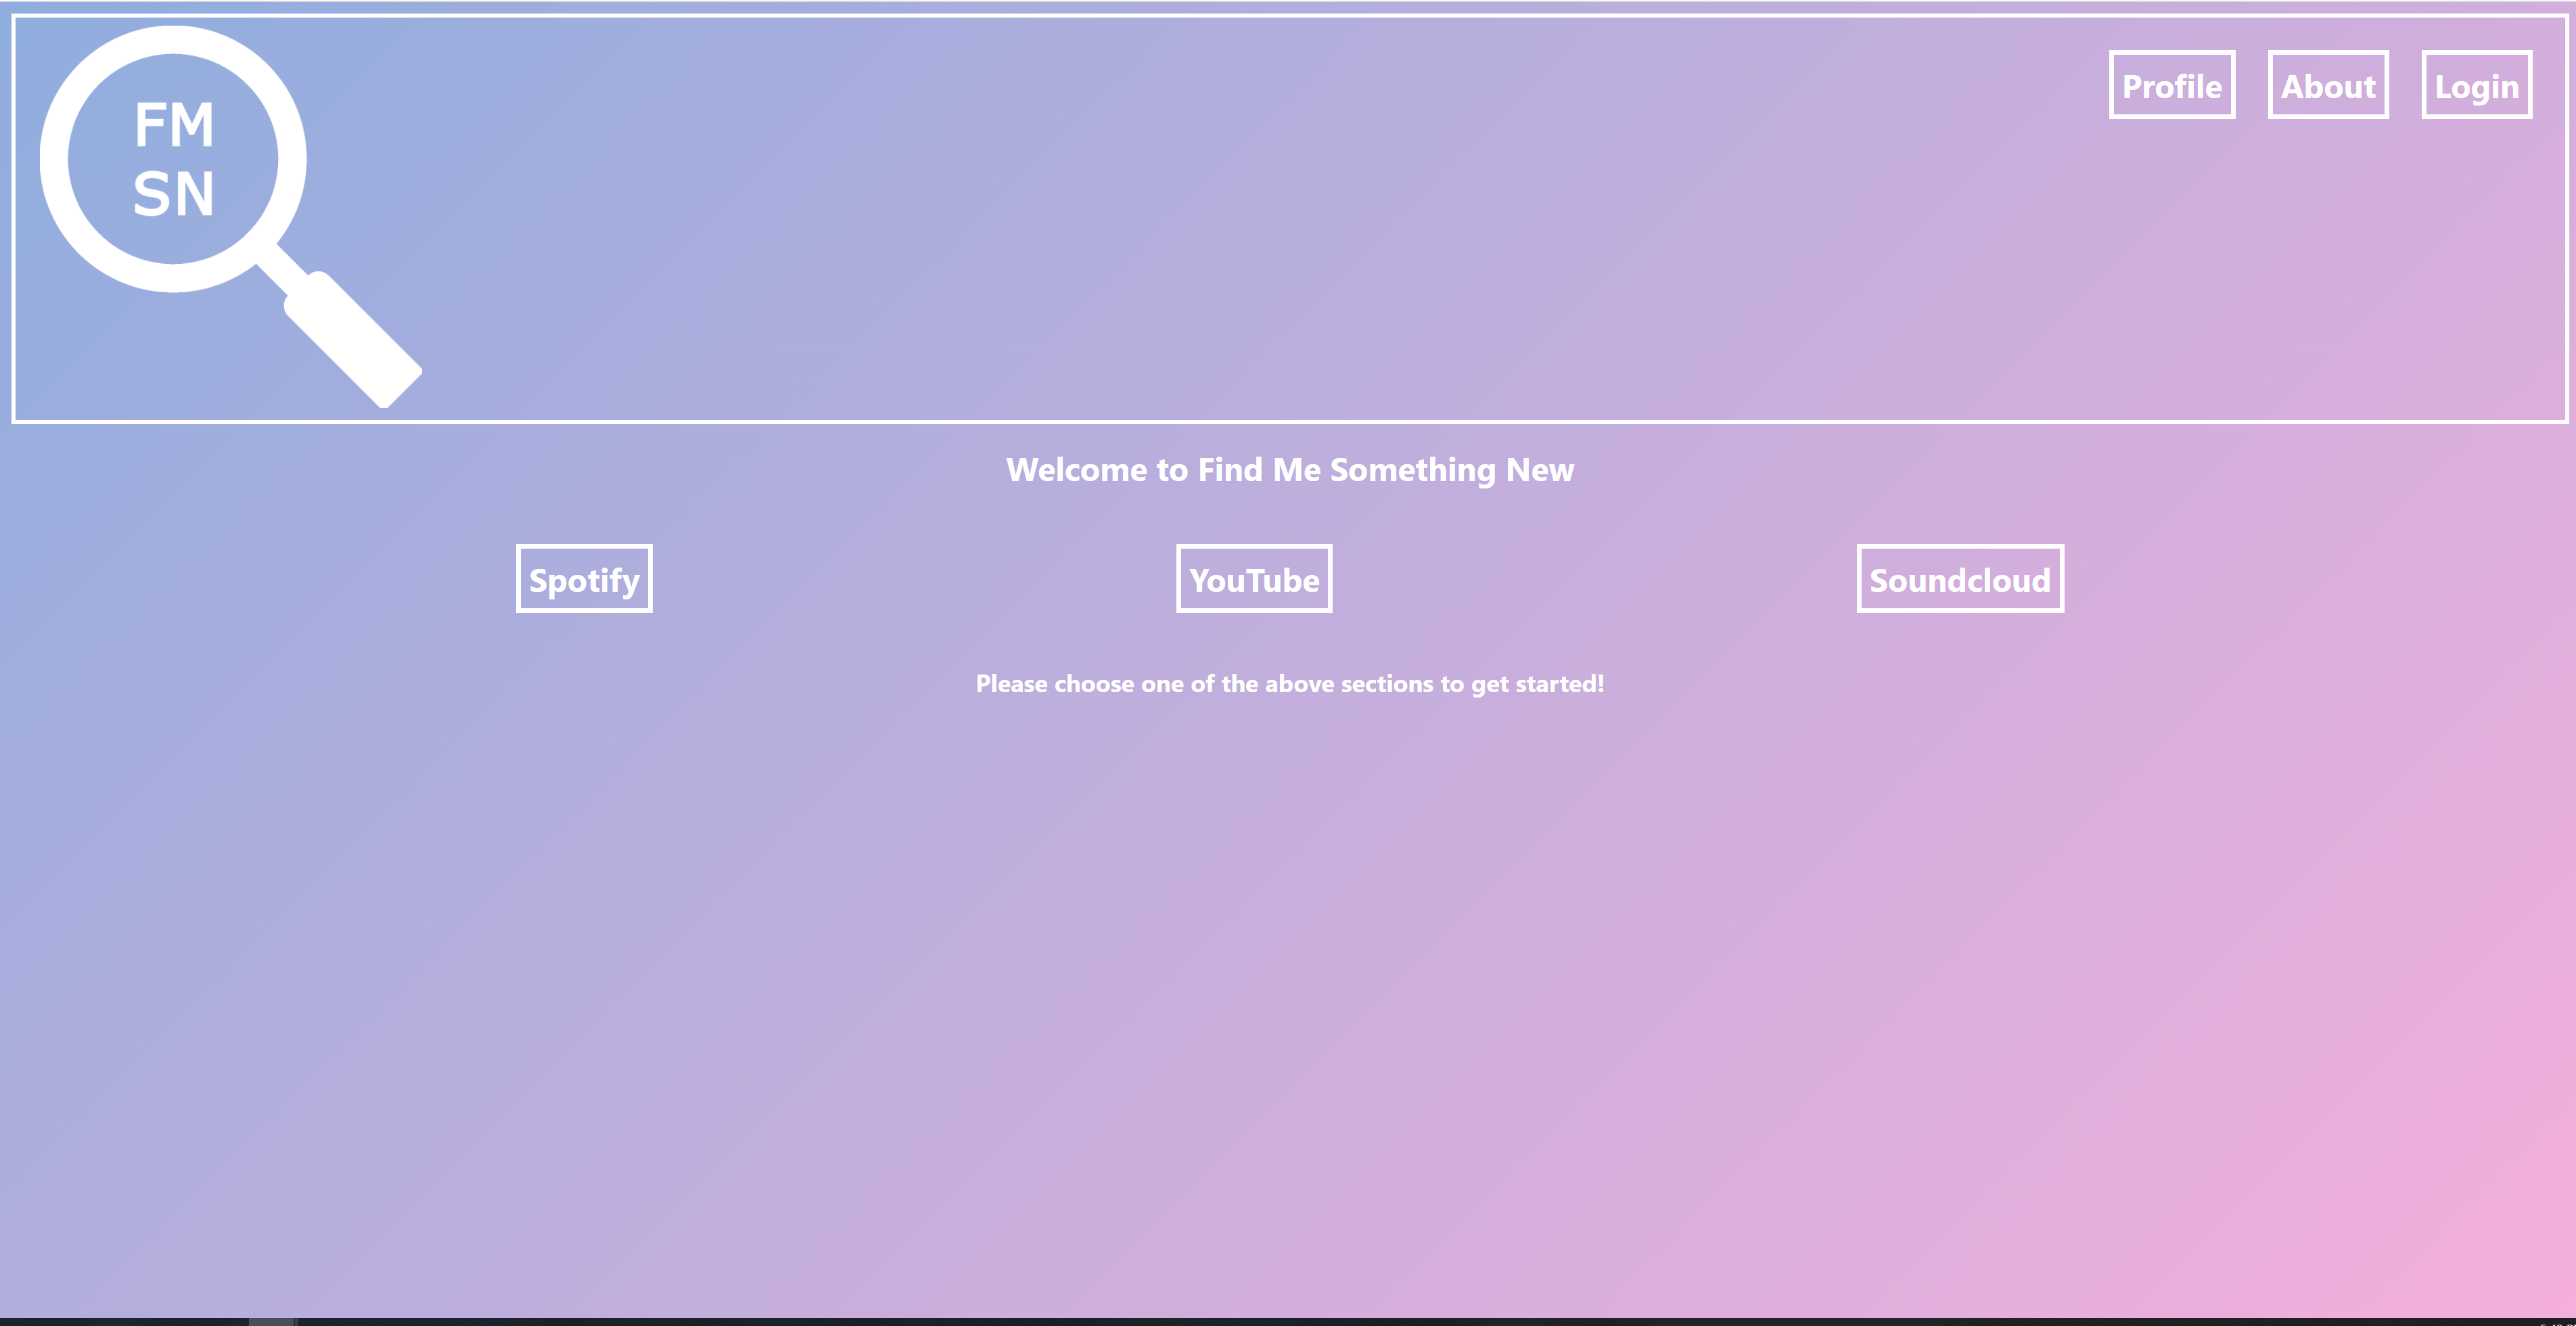 FM
SN
Profile About Login
Welcome to Find Me Something New
Spotify YouTube Soundcloud
Please choose one of the above sections to get started!